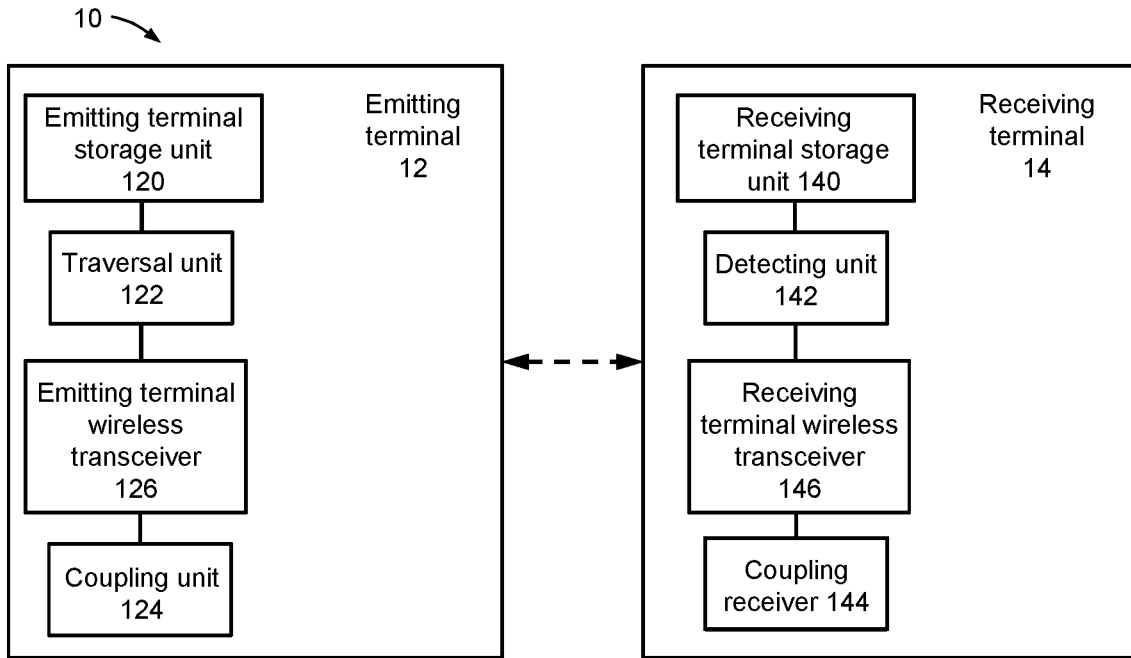 10
Emitting terminal
storage unit
120
Emitting
terminal
12
Traversal unit
122
Emitting terminal
wireless
transceiver
126
Coupling unit
124
Receiving
terminal storage
unit 140
Receiving
terminal
14
Detecting unit
142
Receiving
terminal wireless
transceiver
146
Coupling
receiver 144